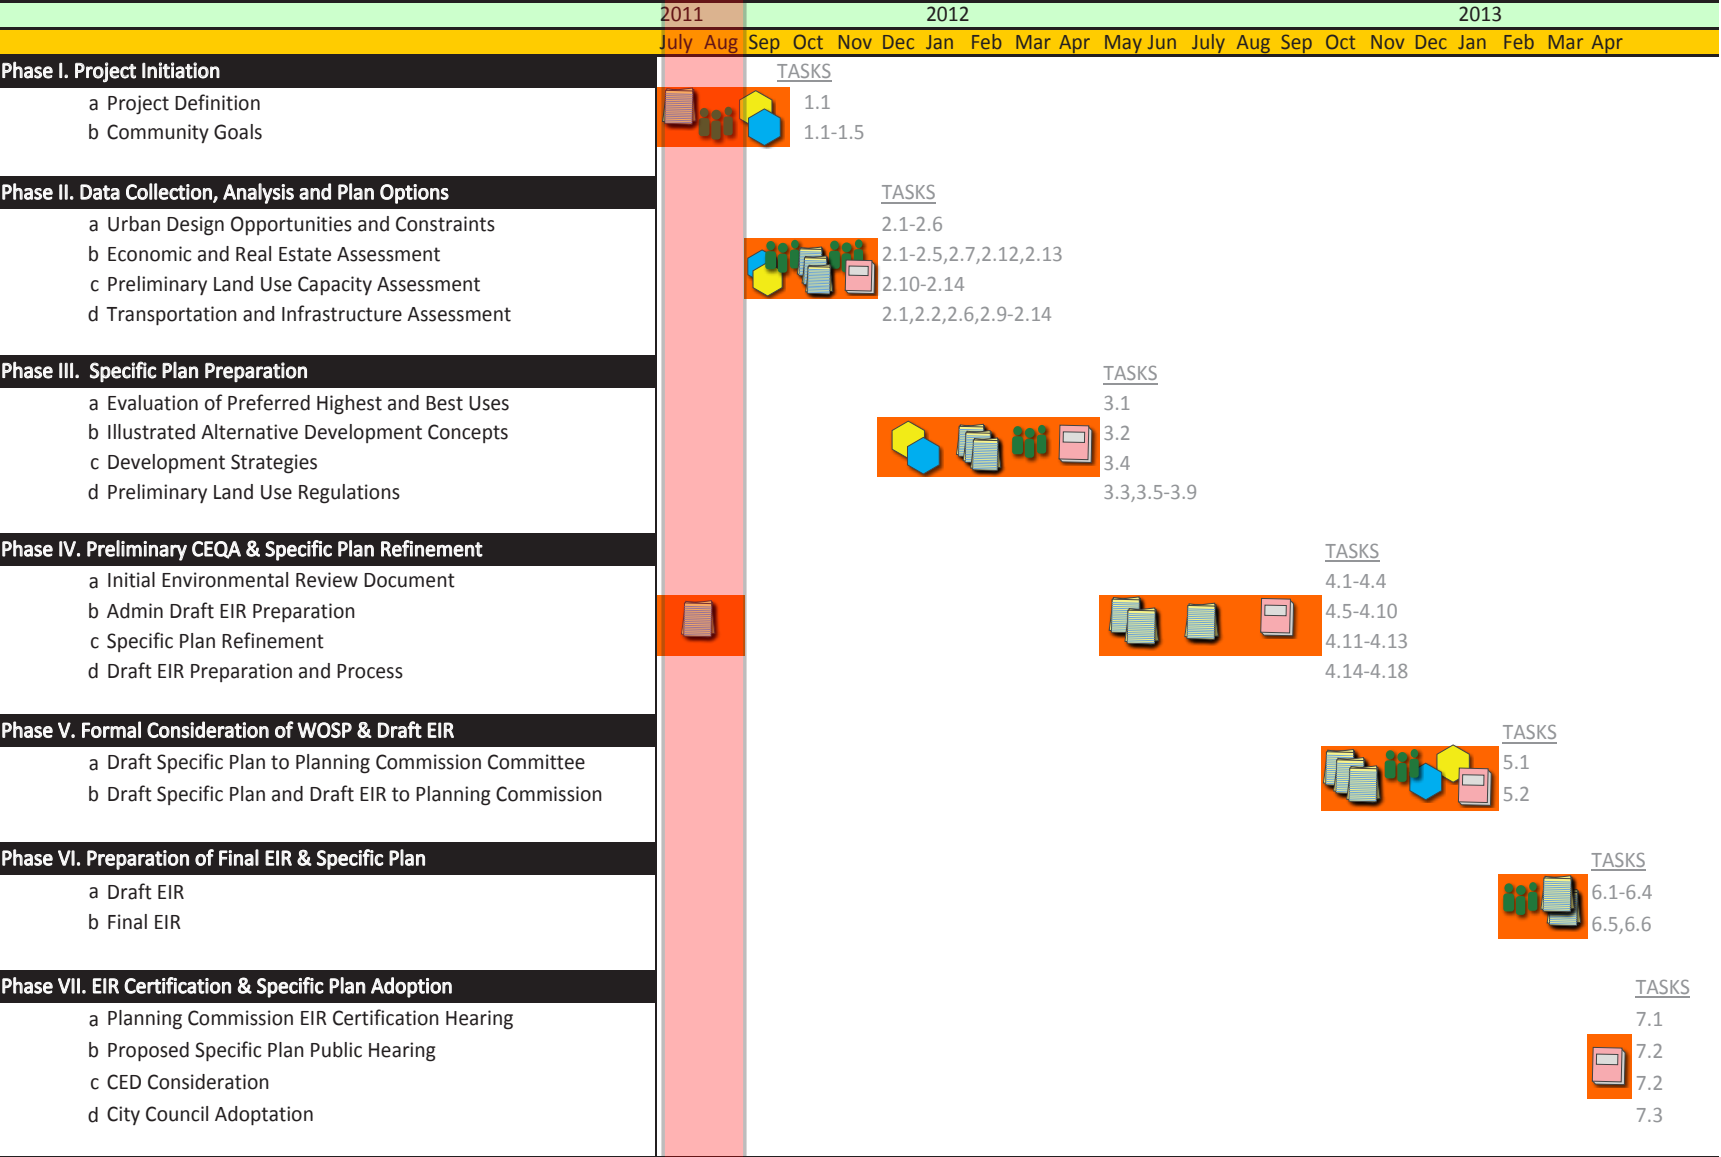 2011 2012 2013
July Aug Sep Oct Nov Dec Jan Feb Mar Apr May Jun July Aug Sep Oct Nov Dec Jan Feb Mar Apr
Phase I. Project Initiation TASKS
a Project Definition 1.1
b Community Goals 1.1-1.5
Phase II. Data Collection, Analysis and Plan Options TASKS
a Urban Design Opportunities and Constraints 2.1-2.6
b Economic and Real Estate Assessment 2.1-2.5,2.7,2.12,2.13
c Preliminary Land Use Capacity Assessment 2.10-2.14
d Transportation and Infrastructure Assessment 2.1,2.2,2.6,2.9-2.14
Phase III. Specific Plan Preparation TASKS
a Evaluation of Preferred Highest and Best Uses 3.1
b Illustrated Alternative Development Concepts 3.2
c Development Strategies 3.4
d Preliminary Land Use Regulations 3.3,3.5-3.9
Phase IV. Preliminary CEQA & Specific Plan Refinement TASKS
a Initial Environmental Review Document 4.1-4.4
b Admin Draft EIR Preparation 4.5-4.10
c Specific Plan Refinement 4.11-4.13
d Draft EIR Preparation and Process 4.14-4.18
Phase V. Formal Consideration of WOSP & Draft EIR TASKS
a Draft Specific Plan to Planning Commission Committee 5.1
b Draft Specific Plan and Draft EIR to Planning Commission 5.2
Phase VI. Preparation of Final EIR & Specific Plan TASKS
a Draft EIR 6.1-6.4
b Final EIR 6.5,6.6
Phase VII. EIR Certification & Specific Plan Adoption TASKS
a Planning Commission EIR Certification Hearing 7.1
b Proposed Specific Plan Public Hearing 7.2
c CED Consideration 7.2
d City Council Adoptation 7.3